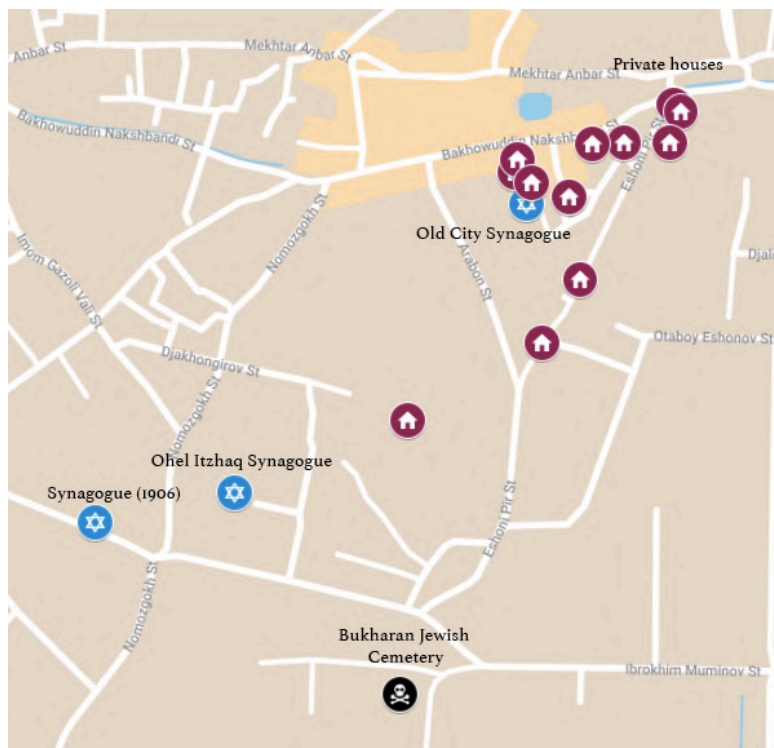 Anbar St
Mekhtar Anbar St
Private houses
Mekhtar Anbar St
Bakhowuddin Nakshbandi St
Bakhowuddin Nakshb
St
Eshoni Pir St
Nomozgokh St
Old City Synagogue
Imom Gazoli Vali St
Arabon St
Djal
Otaboy Eshonov St
Djakhongirov St
Nomozgokh St
Ohel Itzhaq Synagogue
Synagogue (1906)
Eshoni Pir St
Nomozgokh St
Bukharan Jewish
Cemetery
Ibrokhim Muminov St